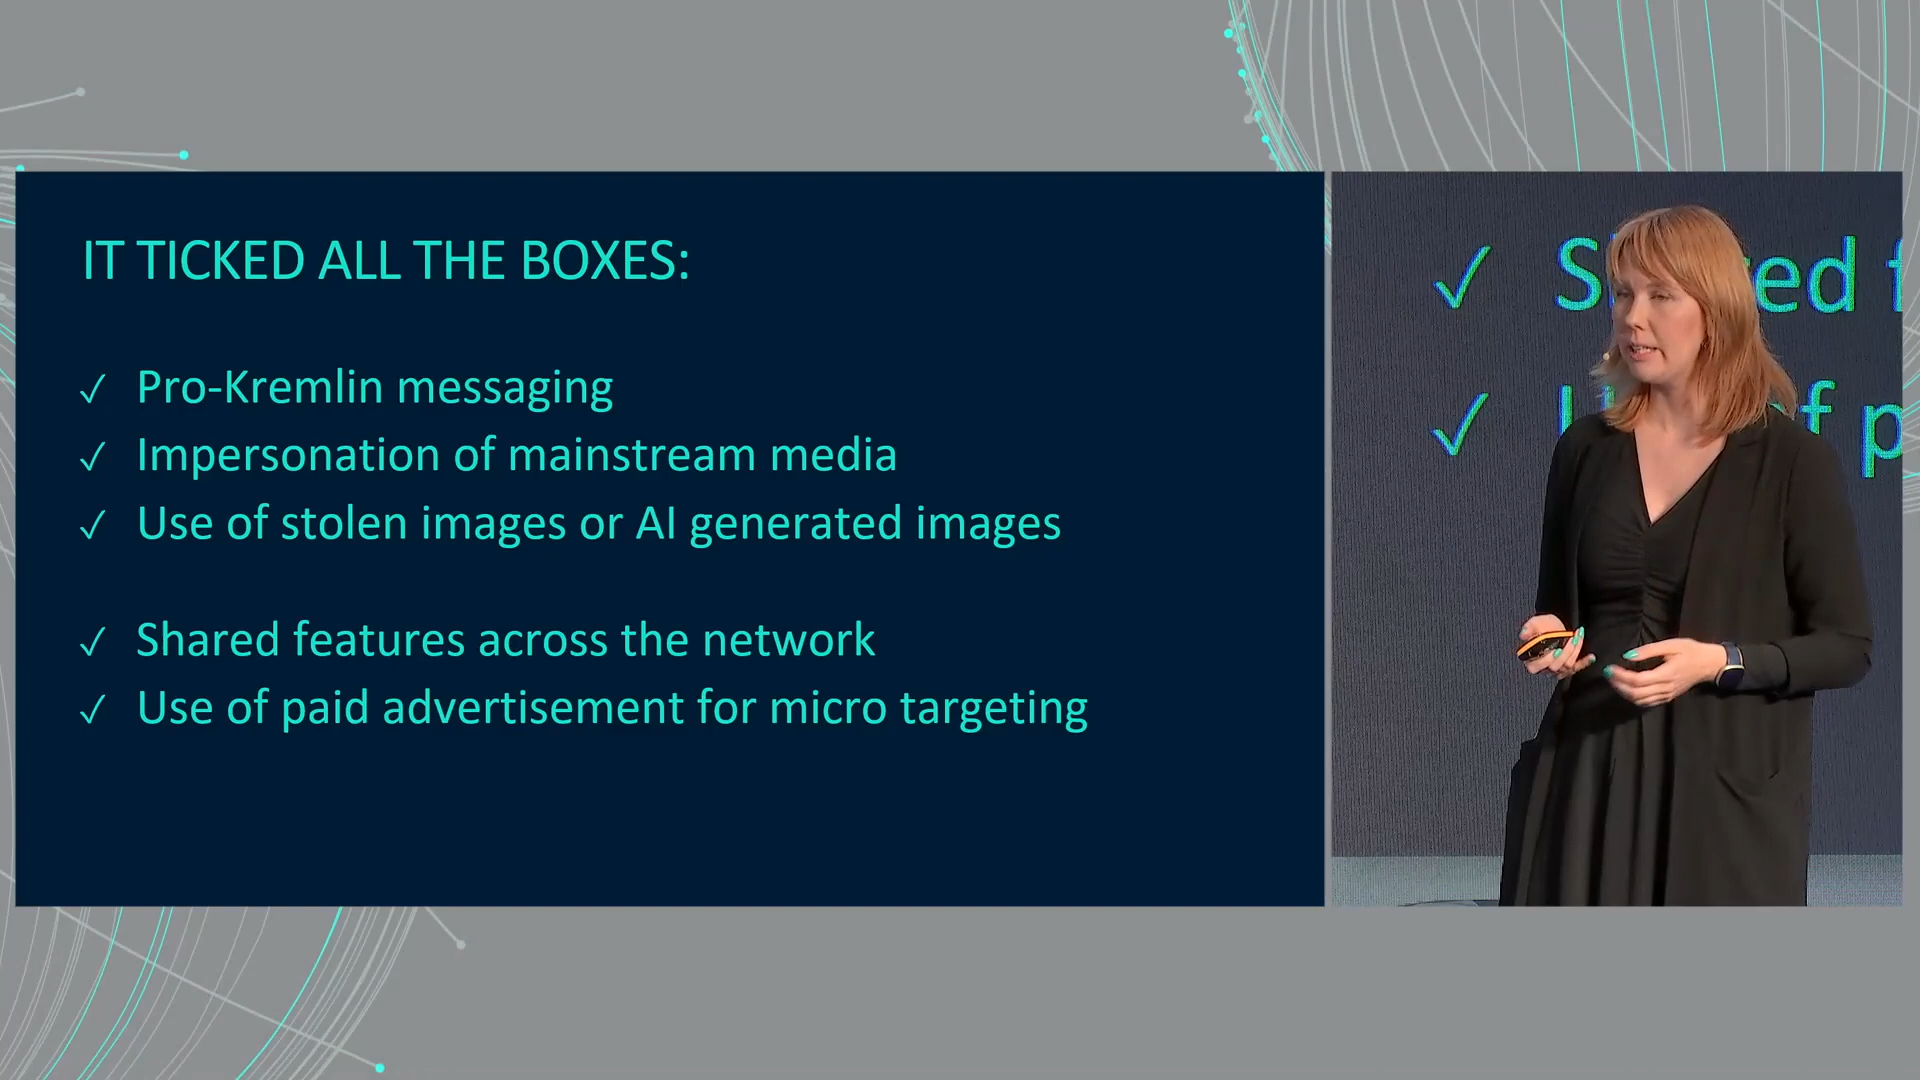 IT TICKED ALL THE BOXES:
✓ Pro-Kremlin messaging
✓ Impersonation of mainstream media
✓ Use of stolen images or AI generated images
✓ Shared features across the network
✓ Use of paid advertisement for micro targeting
✓
✓